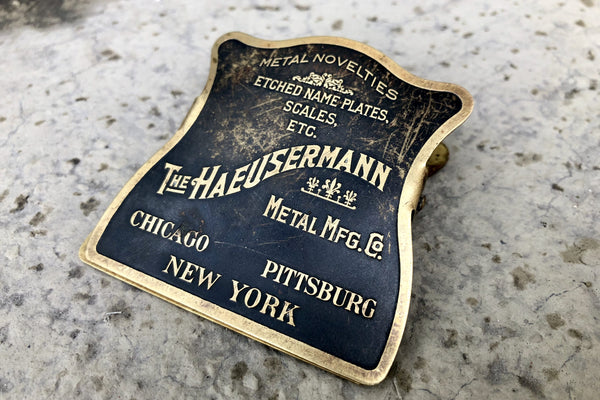 METAL NOVELTIES
ETCHED NAME-PLATES,
SCALES,
ETC.
THE HAEUSERMANN
METAL MFG. CO.
CHICAGO PITTSBURG
NEW YORK